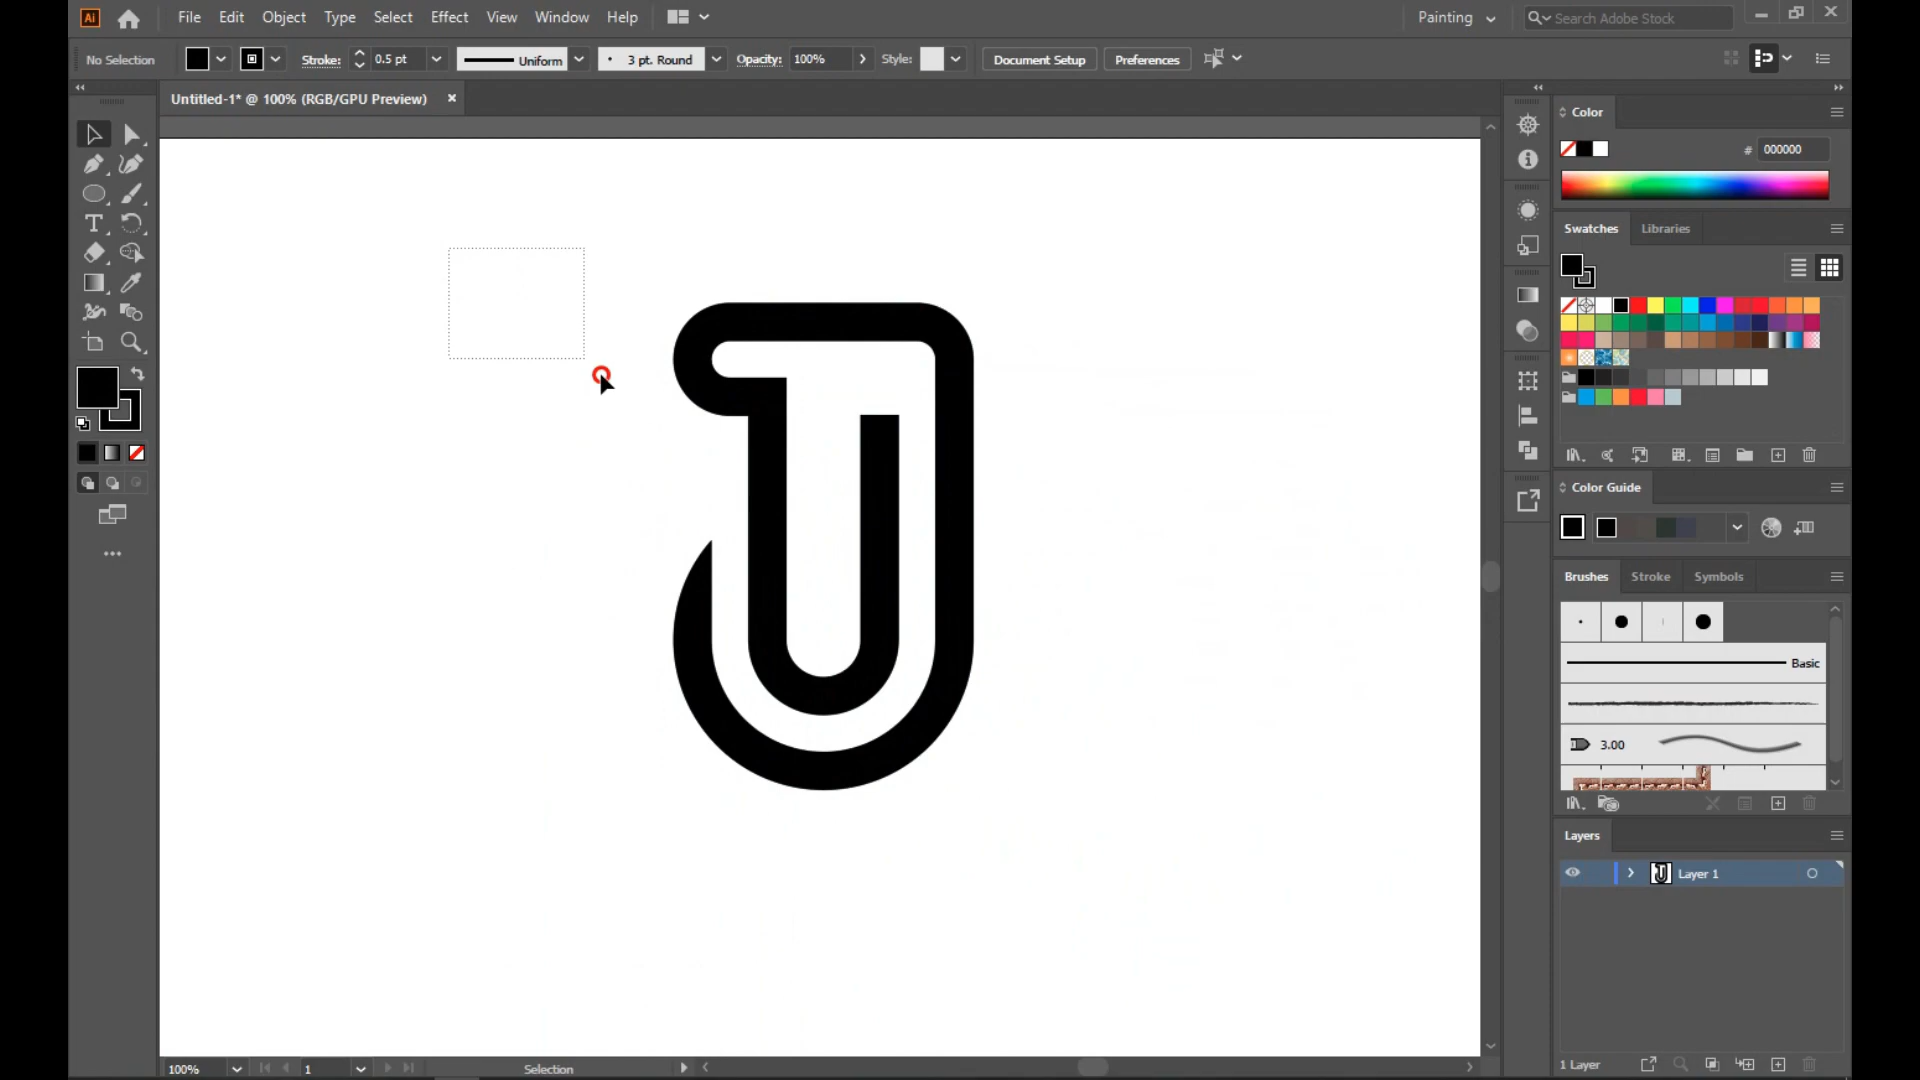 Ai File Edit Object Type Select Effect View Window Help Painting Search Adobe Stock
No Selection Stroke: 0.5 pt Uniform 3 pt. Round Opacity: 100% Style: Document Setup Preferences
Untitled-1* @ 100% (RGB/GPU Preview)
Color
# 000000
Swatches Libraries
Color Guide
Brushes Stroke Symbols
Basic
3.00
Layers
Layer 1
1 Layer
100% 1 Selection